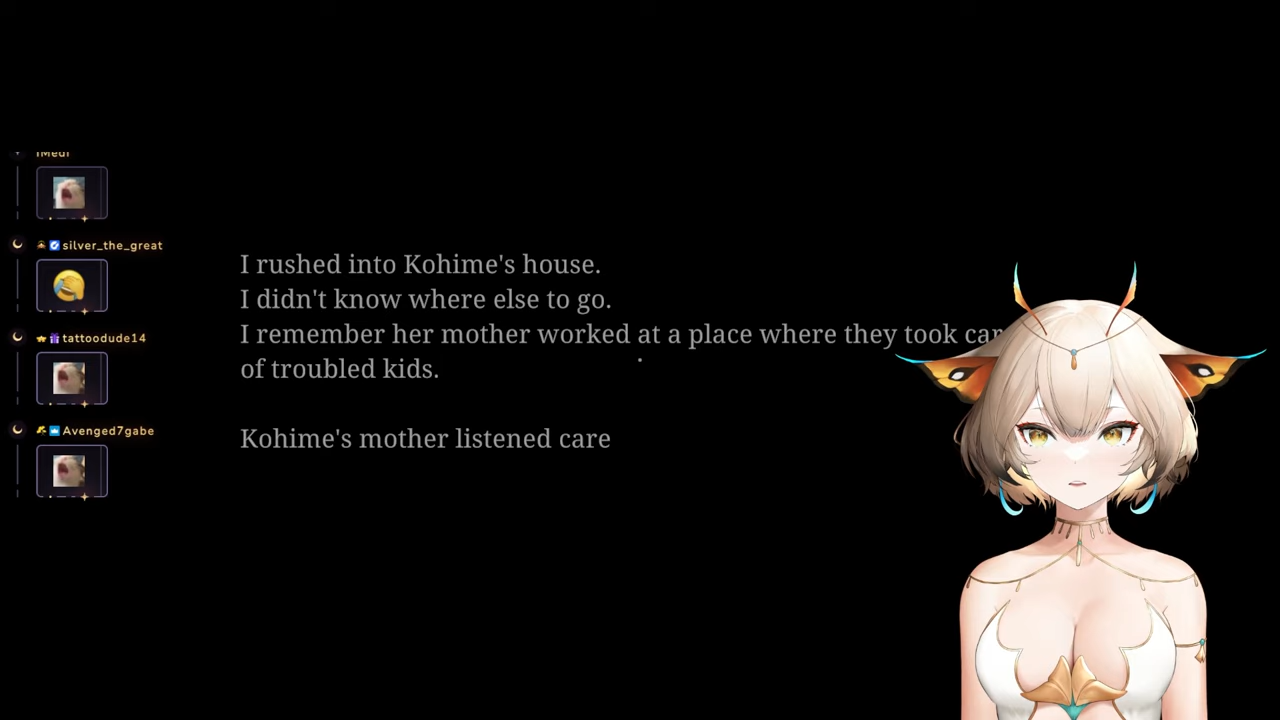 silver_the_great
tattoodude14
Avenged7gabe
I rushed into Kohime's house.
I didn't know where else to go.
I remember her mother worked at a place where they took car
of troubled kids.
Kohime's mother listened care